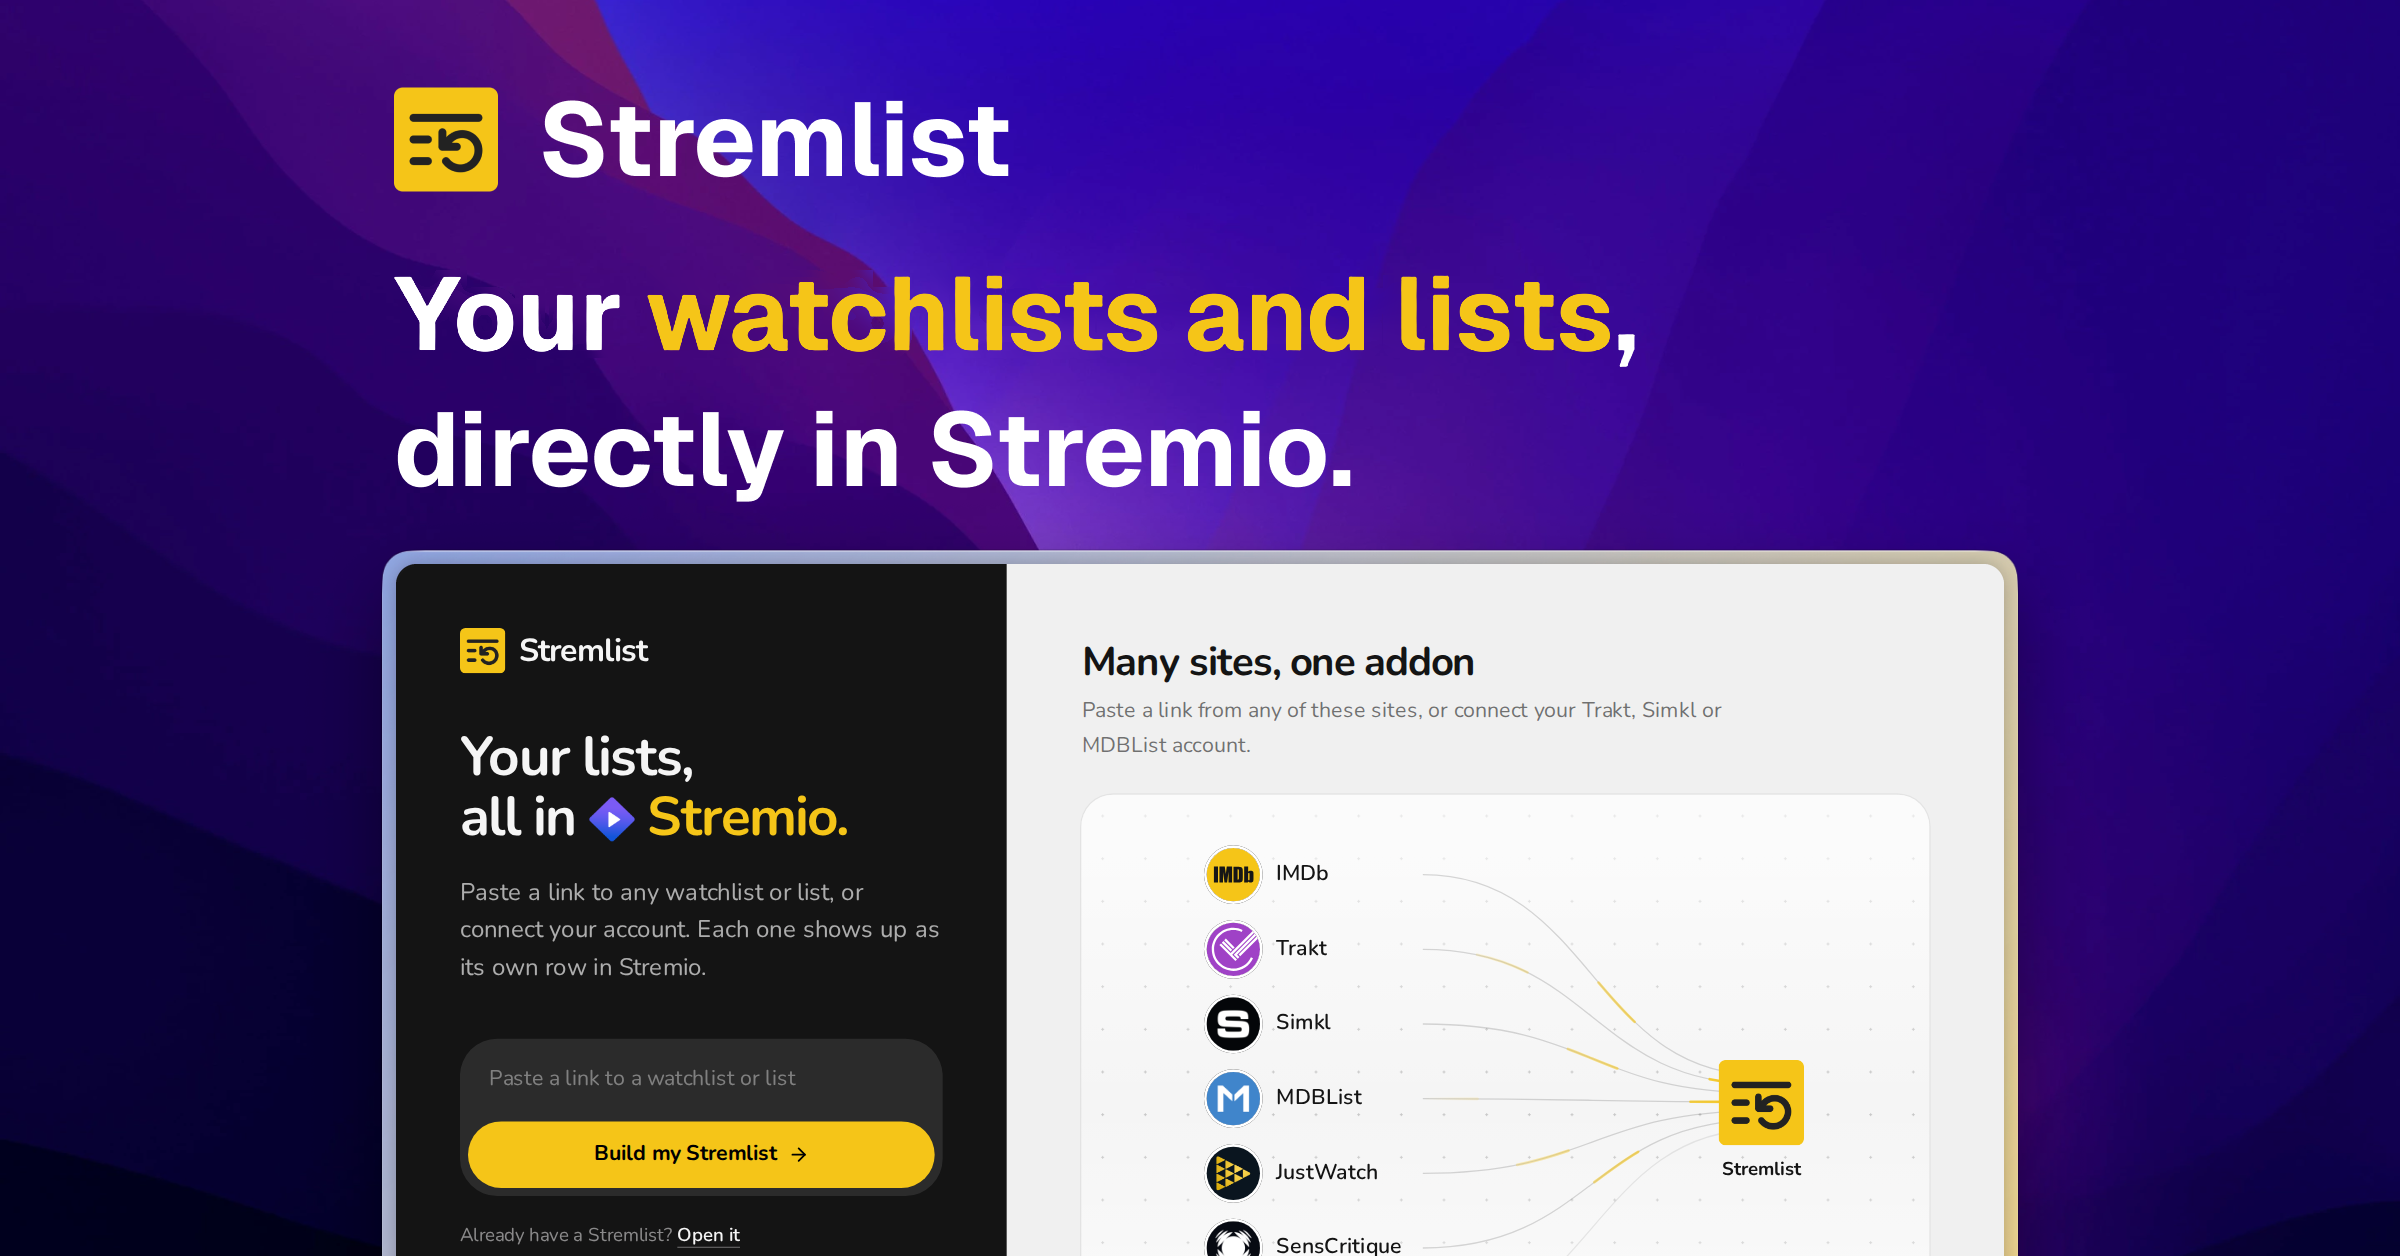 Stremlist
Your watchlists and lists,
directly in Stremio.
Stremlist
Your lists,
all in Stremio.
Paste a link to any watchlist or list, or
connect your account. Each one shows up as
its own row in Stremio.
Paste a link to a watchlist or list
Build my Stremlist →
Already have a Stremlist? Open it
Many sites, one addon
Paste a link from any of these sites, or connect your Trakt, Simkl or
MDBList account.
IMDb IMDb
Trakt
S Simkl
M MDBList
JustWatch
SensCritique
Stremlist